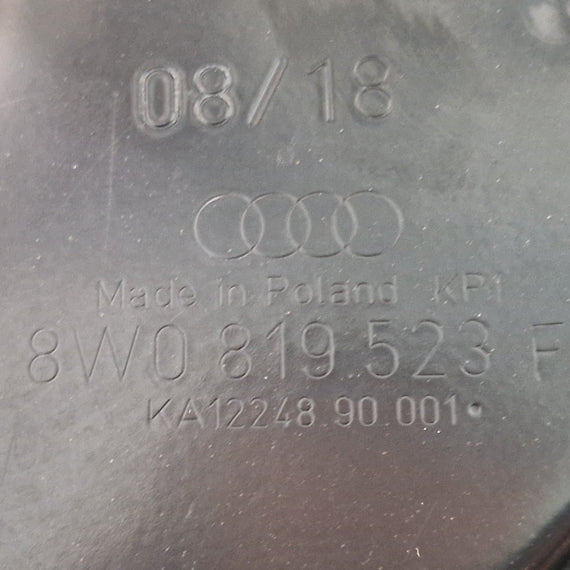 08/18
Made in Poland KP1
8W0 819 523 F
KA12248 90 001